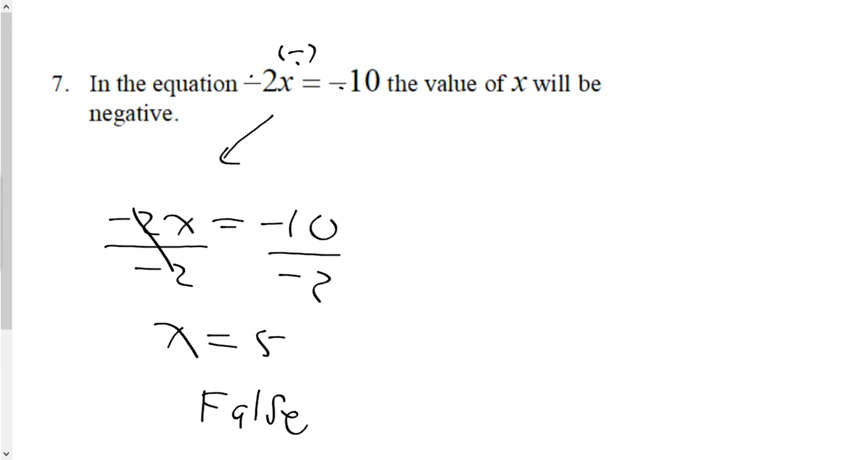 (÷)
7. In the equation -2x = -10 the value of x will be
negative.
-2x = -10
-2 -2
x = 5
False